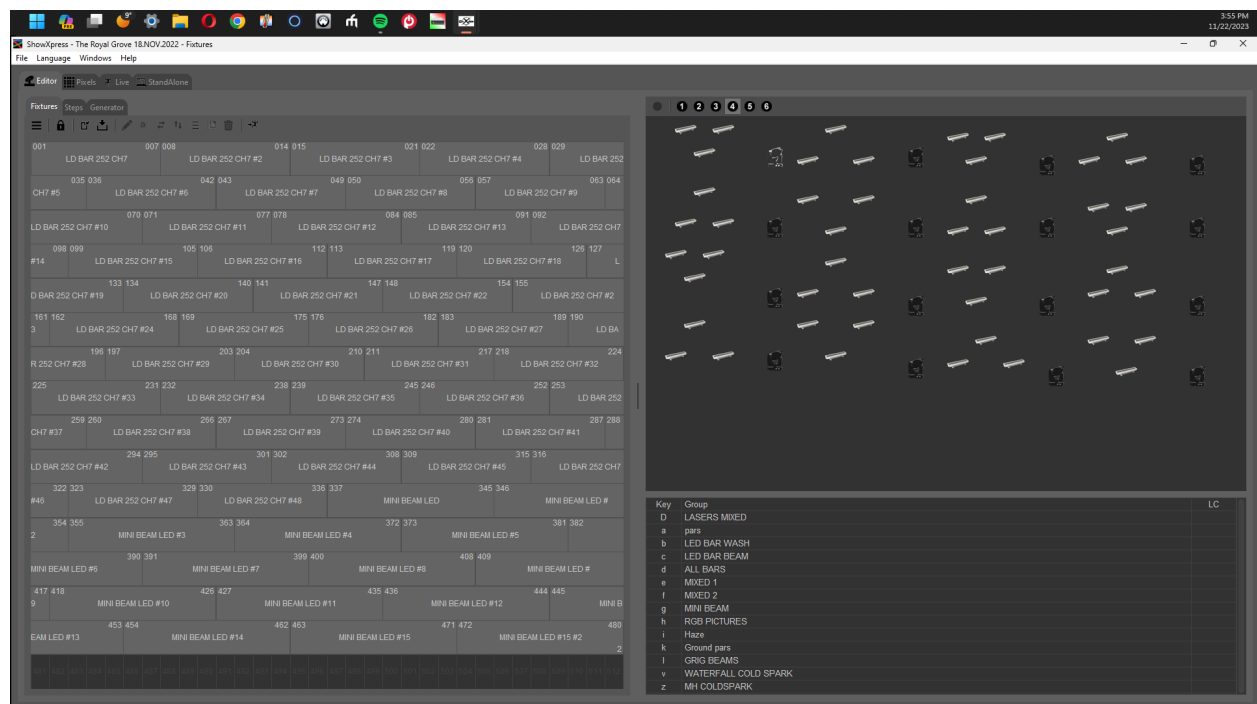 9°
3:55 PM
11/22/2023
ShowXpress - The Royal Grove 18.NOV.2022 - Fixtures
File Language Windows Help
Editor Pixels Live StandAlone
Fixtures Steps Generator
1 2 3 4 5 6
001 007 008 014 015 021 022 028 029
LD BAR 252 CH7 LD BAR 252 CH7 #2 LD BAR 252 CH7 #3 LD BAR 252 CH7 #4 LD BAR 252
035 036 042 043 049 050 056 057 063 064
CH7 #5 LD BAR 252 CH7 #6 LD BAR 252 CH7 #7 LD BAR 252 CH7 #8 LD BAR 252 CH7 #9
070 071 077 078 084 085 091 092
LD BAR 252 CH7 #10 LD BAR 252 CH7 #11 LD BAR 252 CH7 #12 LD BAR 252 CH7 #13 LD BAR 252 CH7
098 099 105 106 112 113 119 120 126 127
#14 LD BAR 252 CH7 #15 LD BAR 252 CH7 #16 LD BAR 252 CH7 #17 LD BAR 252 CH7 #18 L
133 134 140 141 147 148 154 155
D BAR 252 CH7 #19 LD BAR 252 CH7 #20 LD BAR 252 CH7 #21 LD BAR 252 CH7 #22 LD BAR 252 CH7 #2
161 162 168 169 175 176 182 183 189 190
3 LD BAR 252 CH7 #24 LD BAR 252 CH7 #25 LD BAR 252 CH7 #26 LD BAR 252 CH7 #27 LD BA
196 197 203 204 210 211 217 218 224
R 252 CH7 #28 LD BAR 252 CH7 #29 LD BAR 252 CH7 #30 LD BAR 252 CH7 #31 LD BAR 252 CH7 #32
225 231 232 238 239 245 246 252 253
LD BAR 252 CH7 #33 LD BAR 252 CH7 #34 LD BAR 252 CH7 #35 LD BAR 252 CH7 #36 LD BAR 252
259 260 266 267 273 274 280 281 287 288
CH7 #37 LD BAR 252 CH7 #38 LD BAR 252 CH7 #39 LD BAR 252 CH7 #40 LD BAR 252 CH7 #41
294 295 301 302 308 309 315 316
LD BAR 252 CH7 #42 LD BAR 252 CH7 #43 LD BAR 252 CH7 #44 LD BAR 252 CH7 #45 LD BAR 252 CH7
322 323 329 330 336 337 345 346
#46 LD BAR 252 CH7 #47 LD BAR 252 CH7 #48 MINI BEAM LED MINI BEAM LED #
354 355 363 364 372 373 381 382
2 MINI BEAM LED #3 MINI BEAM LED #4 MINI BEAM LED #5
390 391 399 400 408 409
MINI BEAM LED #6 MINI BEAM LED #7 MINI BEAM LED #8 MINI BEAM LED #
417 418 426 427 435 436 444 445
9 MINI BEAM LED #10 MINI BEAM LED #11 MINI BEAM LED #12 MINI B
453 454 462 463 471 472 480
EAM LED #13 MINI BEAM LED #14 MINI BEAM LED #15 MINI BEAM LED #15 #2
2
Key Group LC
D LASERS MIXED
a pars
b LED BAR WASH
c LED BAR BEAM
d ALL BARS
e MIXED 1
f MIXED 2
g MINI BEAM
h RGB PICTURES
i Haze
k Ground pars
l GRIG BEAMS
v WATERFALL COLD SPARK
z MH COLDSPARK